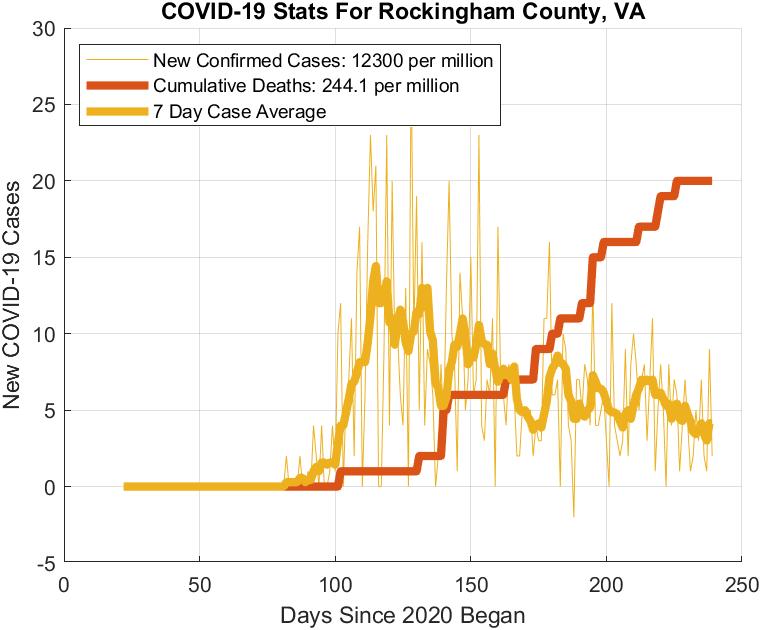 COVID-19 Stats For Rockingham County, VA
New Confirmed Cases: 12300 per million
Cumulative Deaths: 244.1 per million
7 Day Case Average
New COVID-19 Cases
30
25
20
15
10
5
0
-5
0 50 100 150 200 250
Days Since 2020 Began